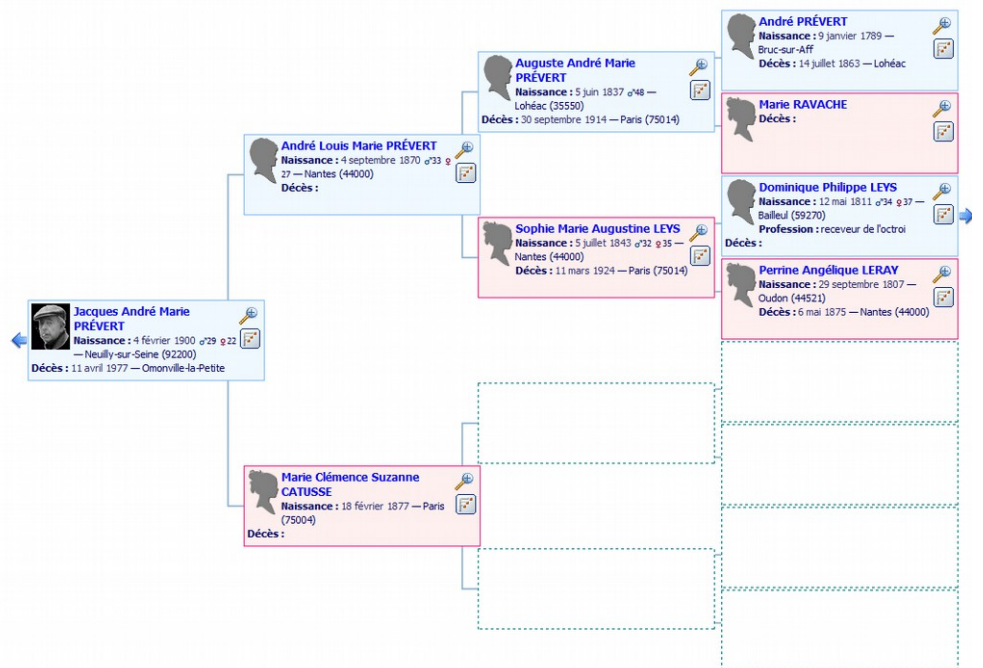 André PRÉVERT
Naissance : 9 janvier 1789 —
Bruc-sur-Aff
Décès : 14 juillet 1863 — Lohéac
Auguste André Marie
PRÉVERT
Naissance : 5 juin 1837 ♂48 —
Lohéac (35550)
Décès : 30 septembre 1914 — Paris (75014)
Marie RAVACHE
Décès :
André Louis Marie PRÉVERT
Naissance : 4 septembre 1870 ♂33 ♀
27 — Nantes (44000)
Décès :
Dominique Philippe LEYS
Naissance : 12 mai 1811 ♂34 ♀37 —
Bailleul (59270)
Profession : receveur de l'octroi
Décès :
Sophie Marie Augustine LEYS
Naissance : 5 juillet 1843 ♂32 ♀35 —
Nantes (44000)
Décès : 11 mars 1924 — Paris (75014)
Perrine Angélique LERAY
Naissance : 29 septembre 1807 —
Oudon (44521)
Décès : 6 mai 1875 — Nantes (44000)
Jacques André Marie
PRÉVERT
Naissance : 4 février 1900 ♂29 ♀22
— Neuilly-sur-Seine (92200)
Décès : 11 avril 1977 — Omonville-la-Petite
Marie Clémence Suzanne
CATUSSE
Naissance : 18 février 1877 — Paris
(75004)
Décès :